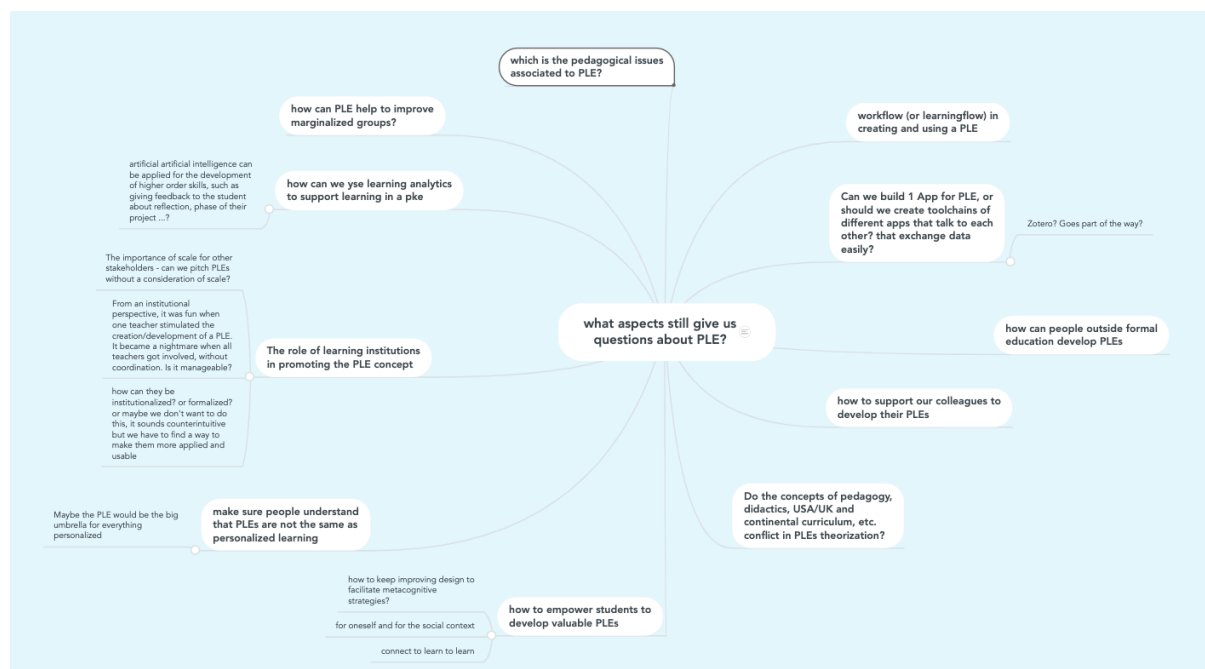 which is the pedagogical issues
associated to PLE?
how can PLE help to improve
marginalized groups?
workflow (or learningflow) in
creating and using a PLE
artificial artificial intelligence can
be applied for the development
of higher order skills, such as
giving feedback to the student
about reflection, phase of their
project ...?
how can we yse learning analytics
to support learning in a pke
Can we build 1 App for PLE, or
should we create toolchains of
different apps that talk to each
other? that exchange data
easily?
Zotero? Goes part of the way?
The importance of scale for other
stakeholders - can we pitch PLEs
without a consideration of scale?
From an institutional
perspective, it was fun when
one teacher stimulated the
creation/development of a PLE.
It became a nightmare when all
teachers got involved, without
coordination. Is it manageable?
how can they be
institutionalized? or formalized?
or maybe we don't want to do
this, it sounds counterintuitive
but we have to find a way to
make them more applied and
usable
The role of learning institutions
in promoting the PLE concept
what aspects still give us
questions about PLE?
how can people outside formal
education develop PLEs
how to support our colleagues to
develop their PLEs
Do the concepts of pedagogy,
didactics, USA/UK and
continental curriculum, etc.
conflict in PLEs theorization?
Maybe the PLE would be the big
umbrella for everything
personalized
make sure people understand
that PLEs are not the same as
personalized learning
how to keep improving design to
facilitate metacognitive
strategies?
for oneself and for the social context
connect to learn to learn
how to empower students to
develop valuable PLEs